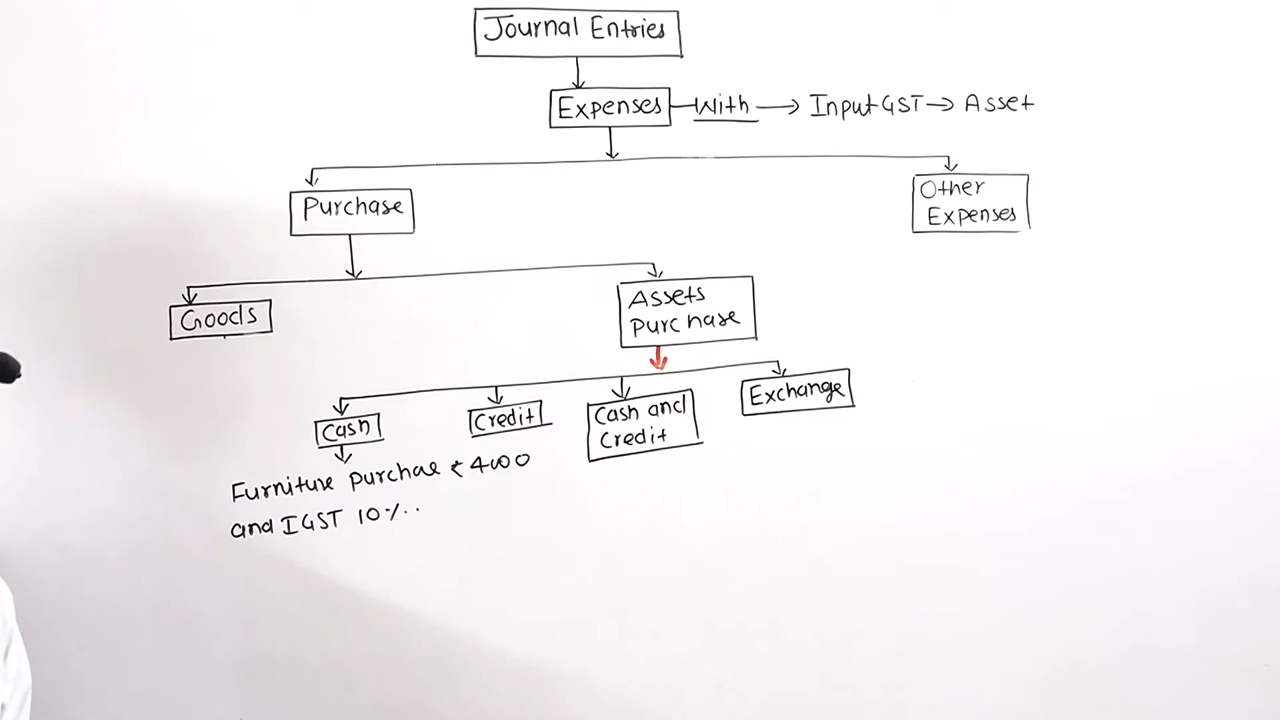 Journal Entries
Expenses With → Input GST → Asset
Purchase
Other
Expenses
Goods
Assets
Purchase
Cash
Credit
Cash and
Credit
Exchange
Furniture purchae ₹ 4000
and IGST 10%.